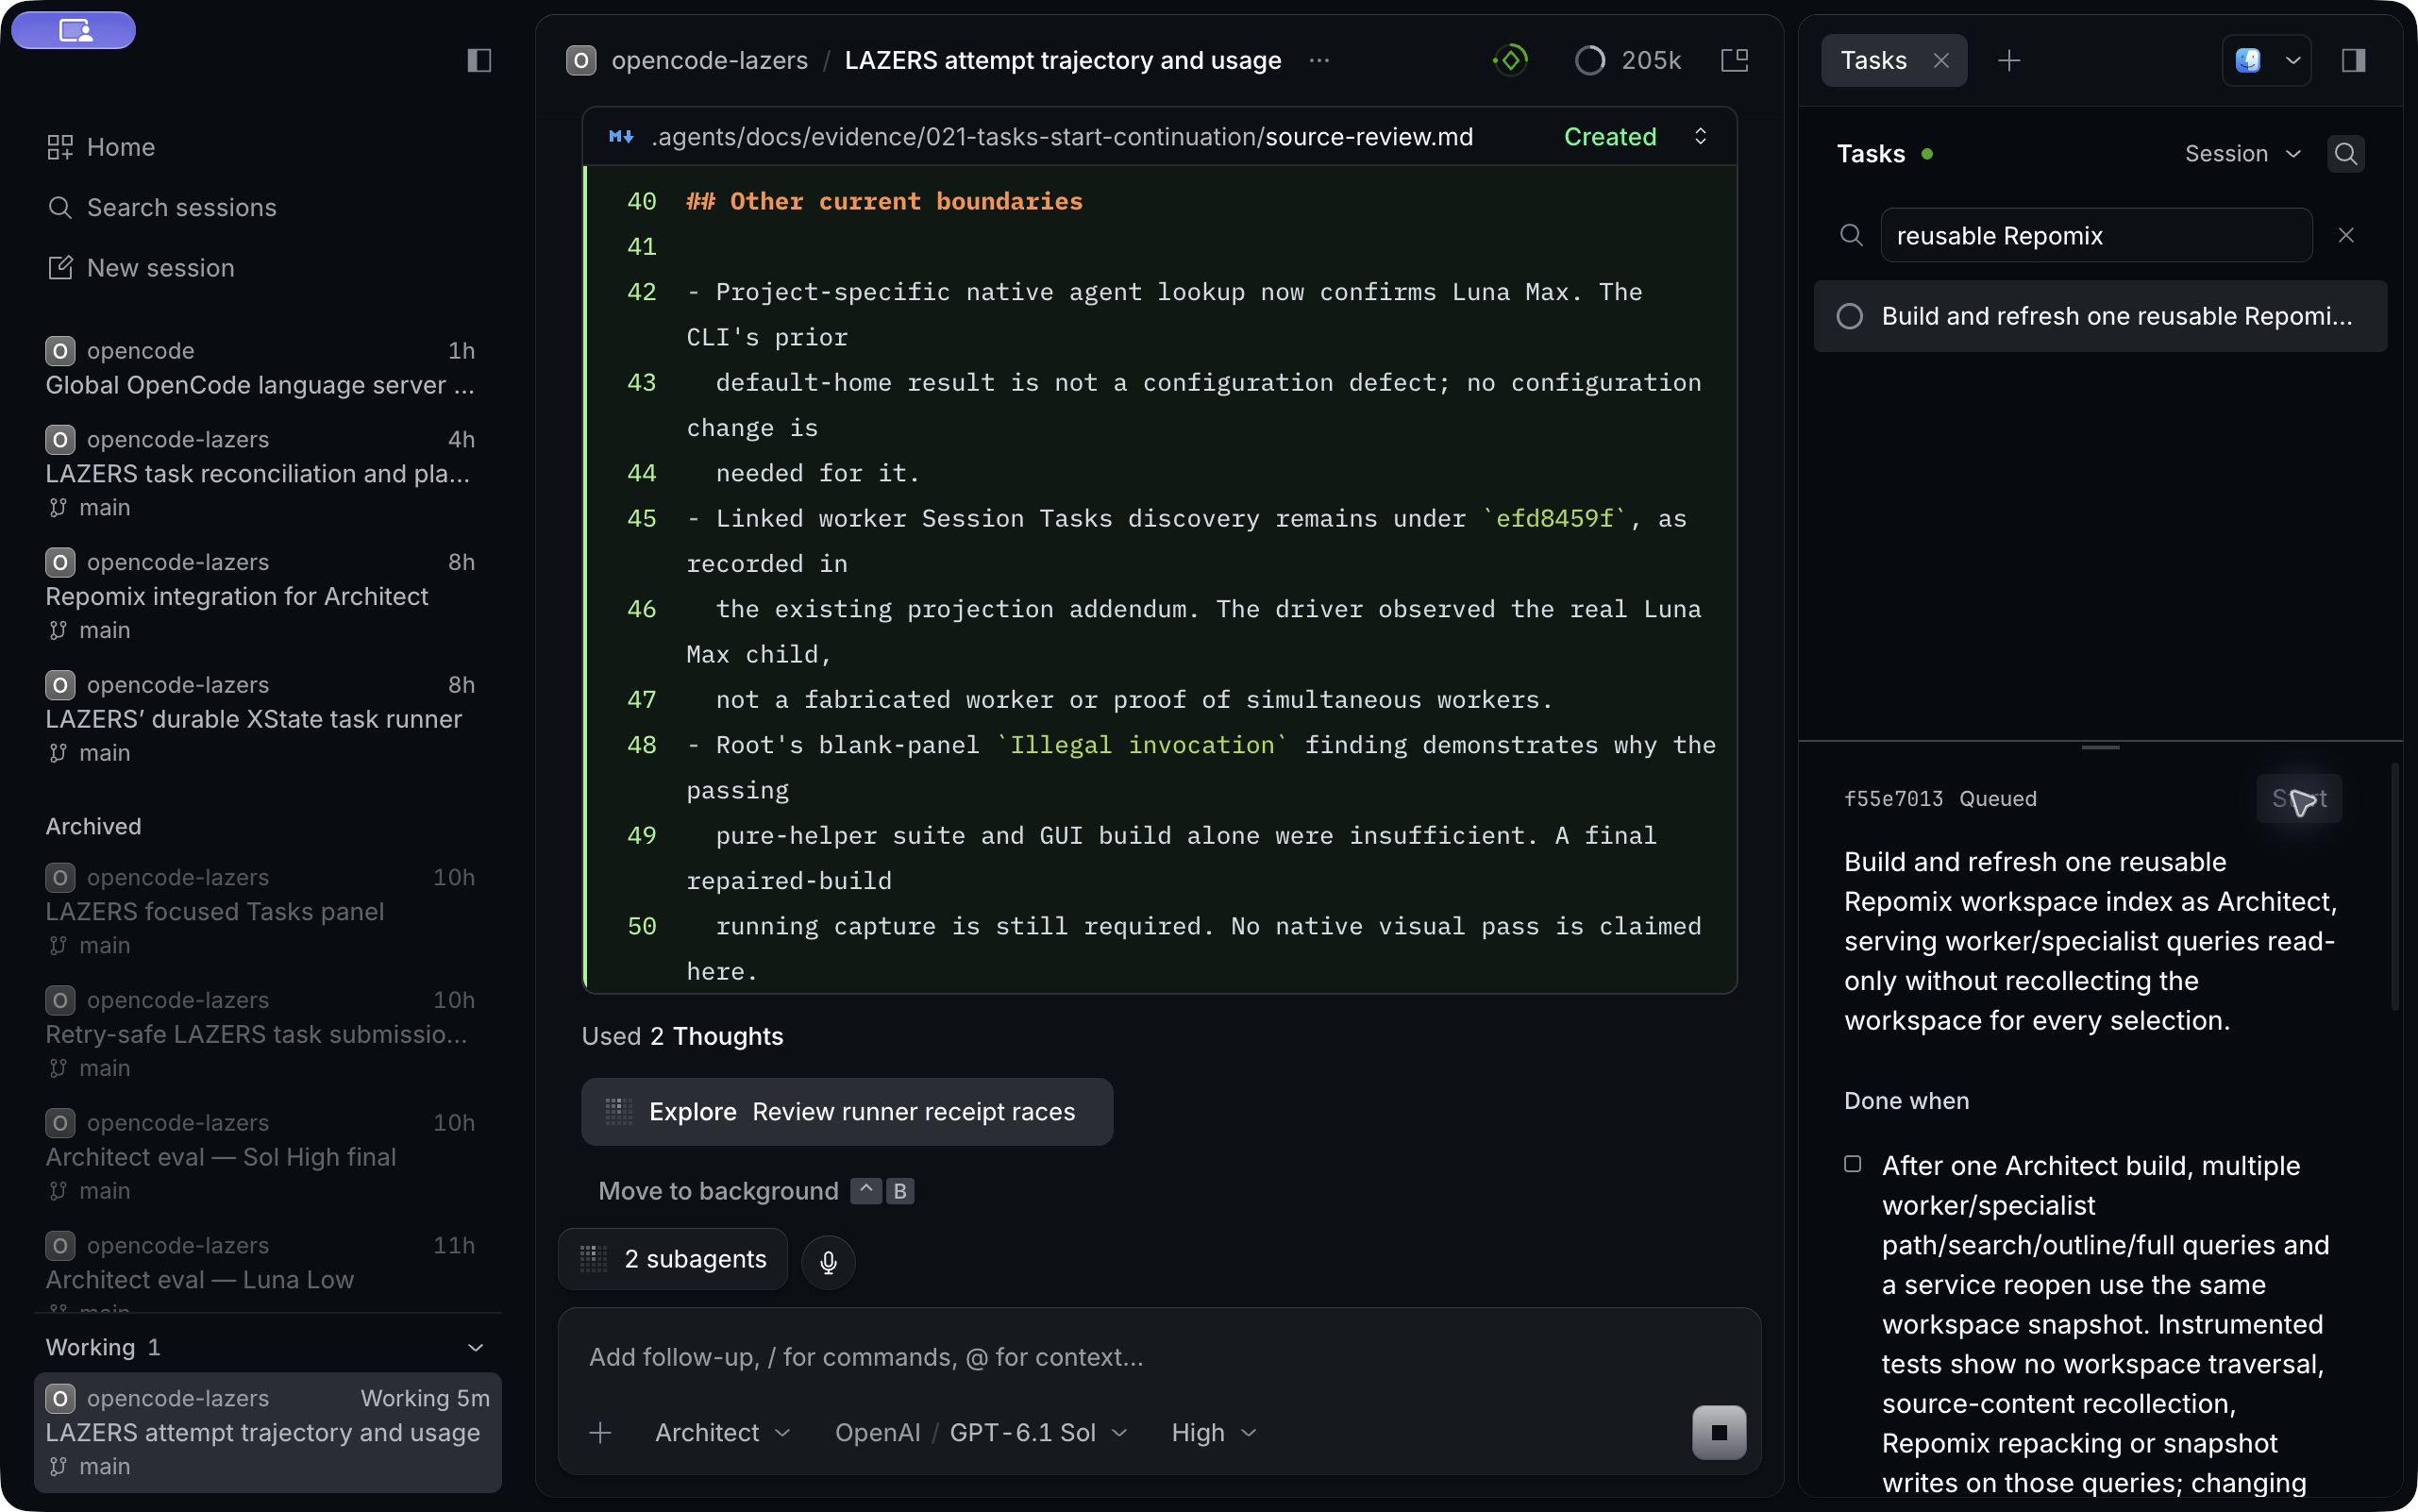 Home
Search sessions
New session
O opencode 1h
Global OpenCode language server ...
O opencode-lazers 4h
LAZERS task reconciliation and pla...
main
O opencode-lazers 8h
Repomix integration for Architect
main
O opencode-lazers 8h
LAZERS’ durable XState task runner
main
Archived
O opencode-lazers 10h
LAZERS focused Tasks panel
main
O opencode-lazers 10h
Retry-safe LAZERS task submissio...
main
O opencode-lazers 10h
Architect eval — Sol High final
main
O opencode-lazers 11h
Architect eval — Luna Low
main
Working 1
O opencode-lazers Working 5m
LAZERS attempt trajectory and usage
main
O opencode-lazers / LAZERS attempt trajectory and usage ... 205k
M .agents/docs/evidence/021-tasks-start-continuation/source-review.md Created
40 ## Other current boundaries
41
42 - Project-specific native agent lookup now confirms Luna Max. The
CLI's prior
43 default-home result is not a configuration defect; no configuration
change is
44 needed for it.
45 - Linked worker Session Tasks discovery remains under `efd8459f`, as
recorded in
46 the existing projection addendum. The driver observed the real Luna
Max child,
47 not a fabricated worker or proof of simultaneous workers.
48 - Root's blank-panel `Illegal invocation` finding demonstrates why the
passing
49 pure-helper suite and GUI build alone were insufficient. A final
repaired-build
50 running capture is still required. No native visual pass is claimed
here.
Used 2 Thoughts
Explore Review runner receipt races
Move to background ^ B
2 subagents
Add follow-up, / for commands, @ for context...
Architect OpenAI / GPT-6.1 Sol High
Tasks
Tasks Session
reusable Repomix
Build and refresh one reusable Repomi...
f55e7013 Queued
Build and refresh one reusable
Repomix workspace index as Architect,
serving worker/specialist queries read-
only without recollecting the
workspace for every selection.
Done when
After one Architect build, multiple
worker/specialist
path/search/outline/full queries and
a service reopen use the same
workspace snapshot. Instrumented
tests show no workspace traversal,
source-content recollection,
Repomix repacking or snapshot
writes on those queries; changing